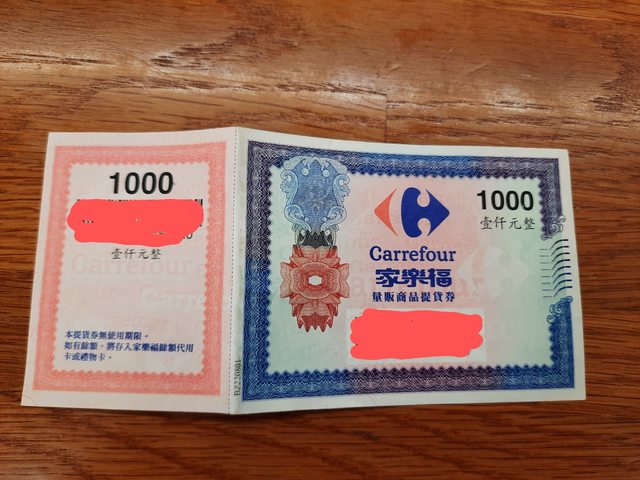 1000
壹仟元整
Carrefour
本提貨券無使用期限。
如有餘額，將存入家樂福餘額代用
卡或禮物卡。
1000
壹仟元整
Carrefour
家樂福
量販商品提貨券